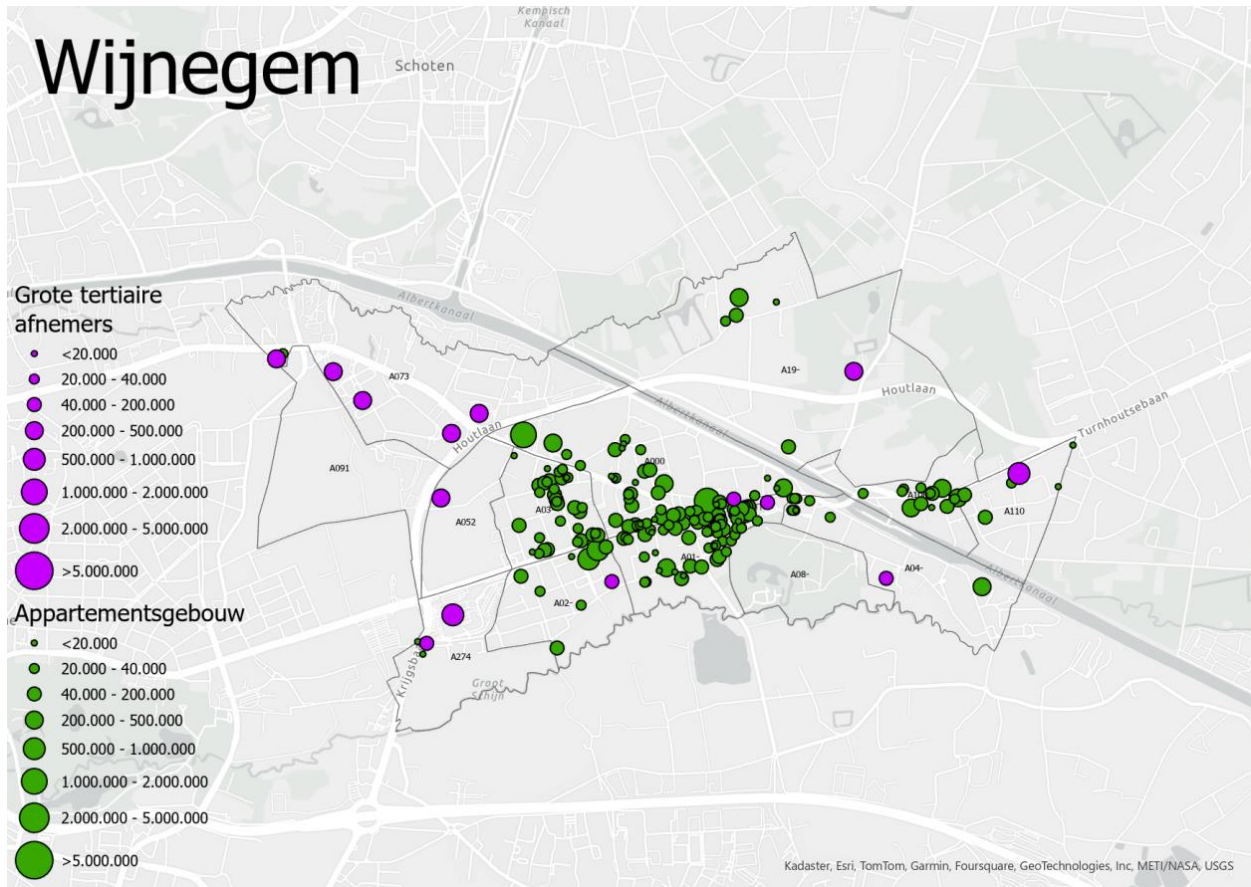 Wijnegem
Kempisch
Kanaal
Schoten
Albertkanaal
Grote tertiaire
afnemers
<20.000
20.000 - 40.000
40.000 - 200.000
200.000 - 500.000
500.000 - 1.000.000
1.000.000 - 2.000.000
2.000.000 - 5.000.000
>5.000.000
Appartementsgebouw
<20.000
20.000 - 40.000
40.000 - 200.000
200.000 - 500.000
500.000 - 1.000.000
1.000.000 - 2.000.000
2.000.000 - 5.000.000
>5.000.000
A073
A19-
Houtlaan
Albertkanaal
Turnhoutsebaan
Houtlaan
A091
A000
A052
A03-
A110
A01-
A08-
A04-
Albertkanaal
A02-
A274
Groot
Schijn
Kadaster, Esri, TomTom, Garmin, Foursquare, GeoTechnologies, Inc, METI/NASA, USGS